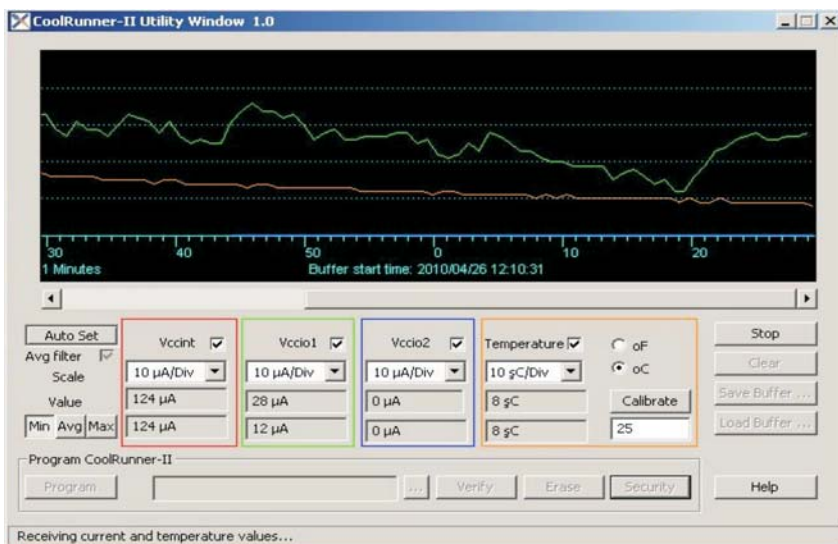 CoolRunner-II Utility Window 1.0
30 40 50 0 10 20
1 Minutes Buffer start time: 2010/04/26 12:10:31
Auto Set
Avg filter
Scale
Value
Min Avg Max
Vccint
10 µA/Div
124 µA
124 µA
Vccio1
10 µA/Div
28 µA
12 µA
Vccio2
10 µA/Div
0 µA
0 µA
Temperature
10 şC/Div
8 şC
8 şC
oF
oC
Calibrate
25
Stop
Clear
Save Buffer ...
Load Buffer ...
Program CoolRunner-II
Program ... Verify Erase Security
Help
Receiving current and temperature values...